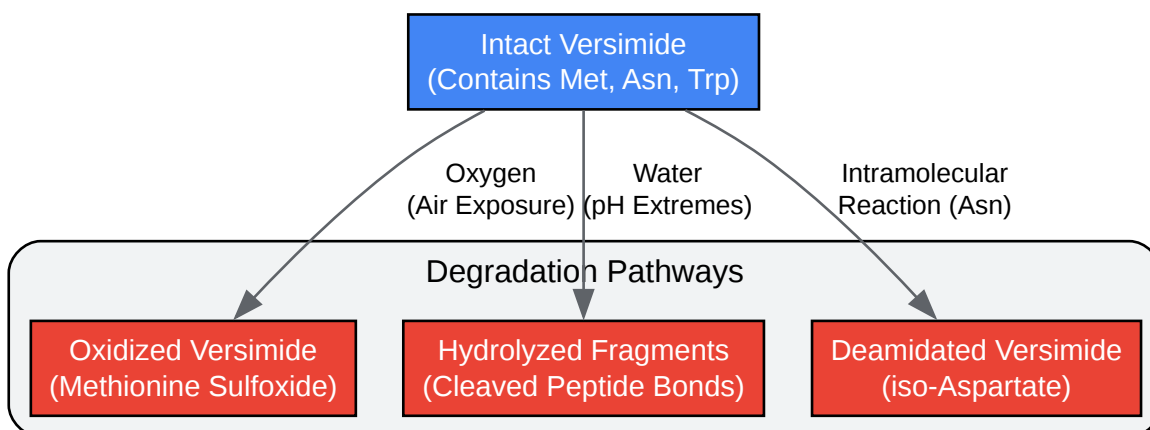 Intact Versimide
(Contains Met, Asn, Trp)
Oxygen
(Air Exposure)
Water
(pH Extremes)
Intramolecular
Reaction (Asn)
Degradation Pathways
Oxidized Versimide
(Methionine Sulfoxide)
Hydrolyzed Fragments
(Cleaved Peptide Bonds)
Deamidated Versimide
(iso-Aspartate)